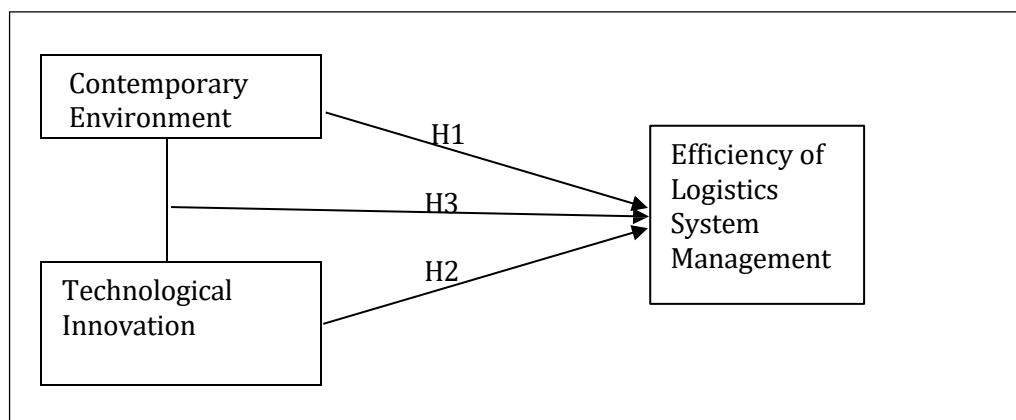 Contemporary
Environment
H1
Efficiency of
Logistics
System
Management
H3
H2
Technological
Innovation